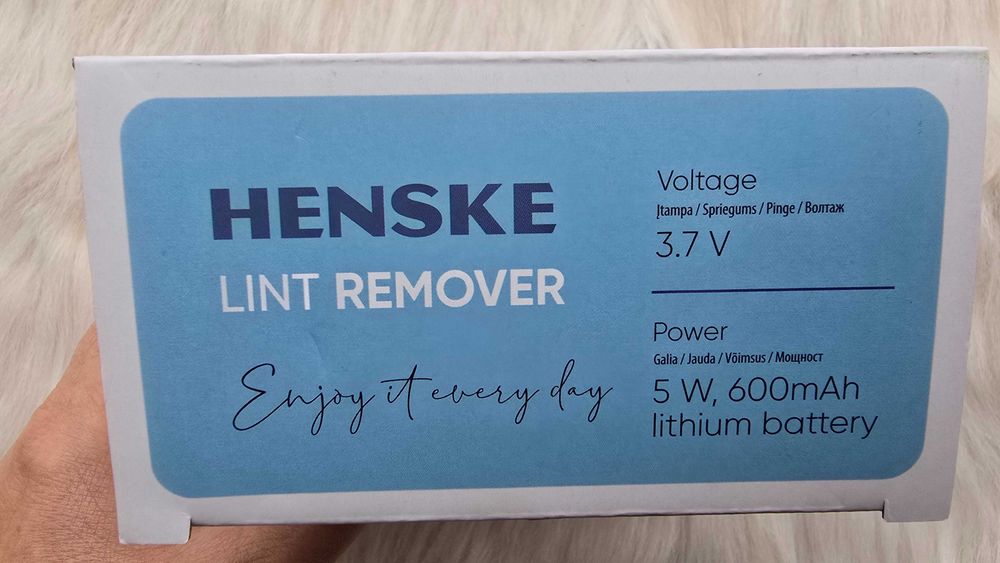 HENSKE
LINT REMOVER
Enjoy it every day
Voltage
Įtampa / Spriegums / Pinge / Волтаж
3.7 V
Power
Galia / Jauda / Võimsus / Мощност
5 W, 600mAh
lithium battery